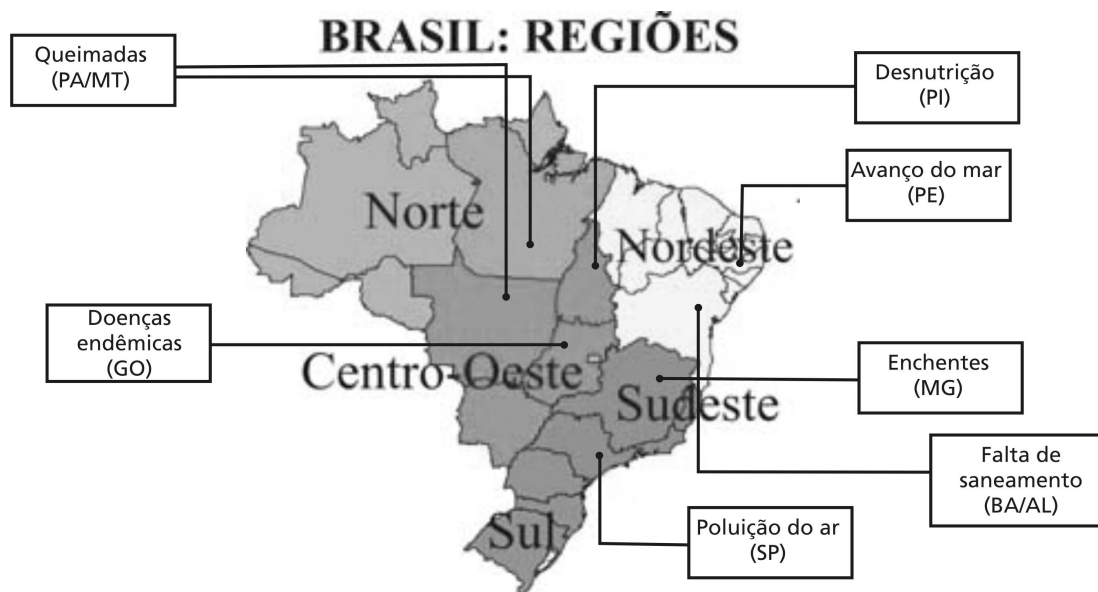 BRASIL: REGIÕES
Queimadas
(PA/MT)
Desnutrição
(PI)
Avanço do mar
(PE)
Norte
Nordeste
Doenças
endêmicas
(GO)
Centro-Oeste
Sudeste
Enchentes
(MG)
Falta de
saneamento
(BA/AL)
Sul
Poluição do ar
(SP)